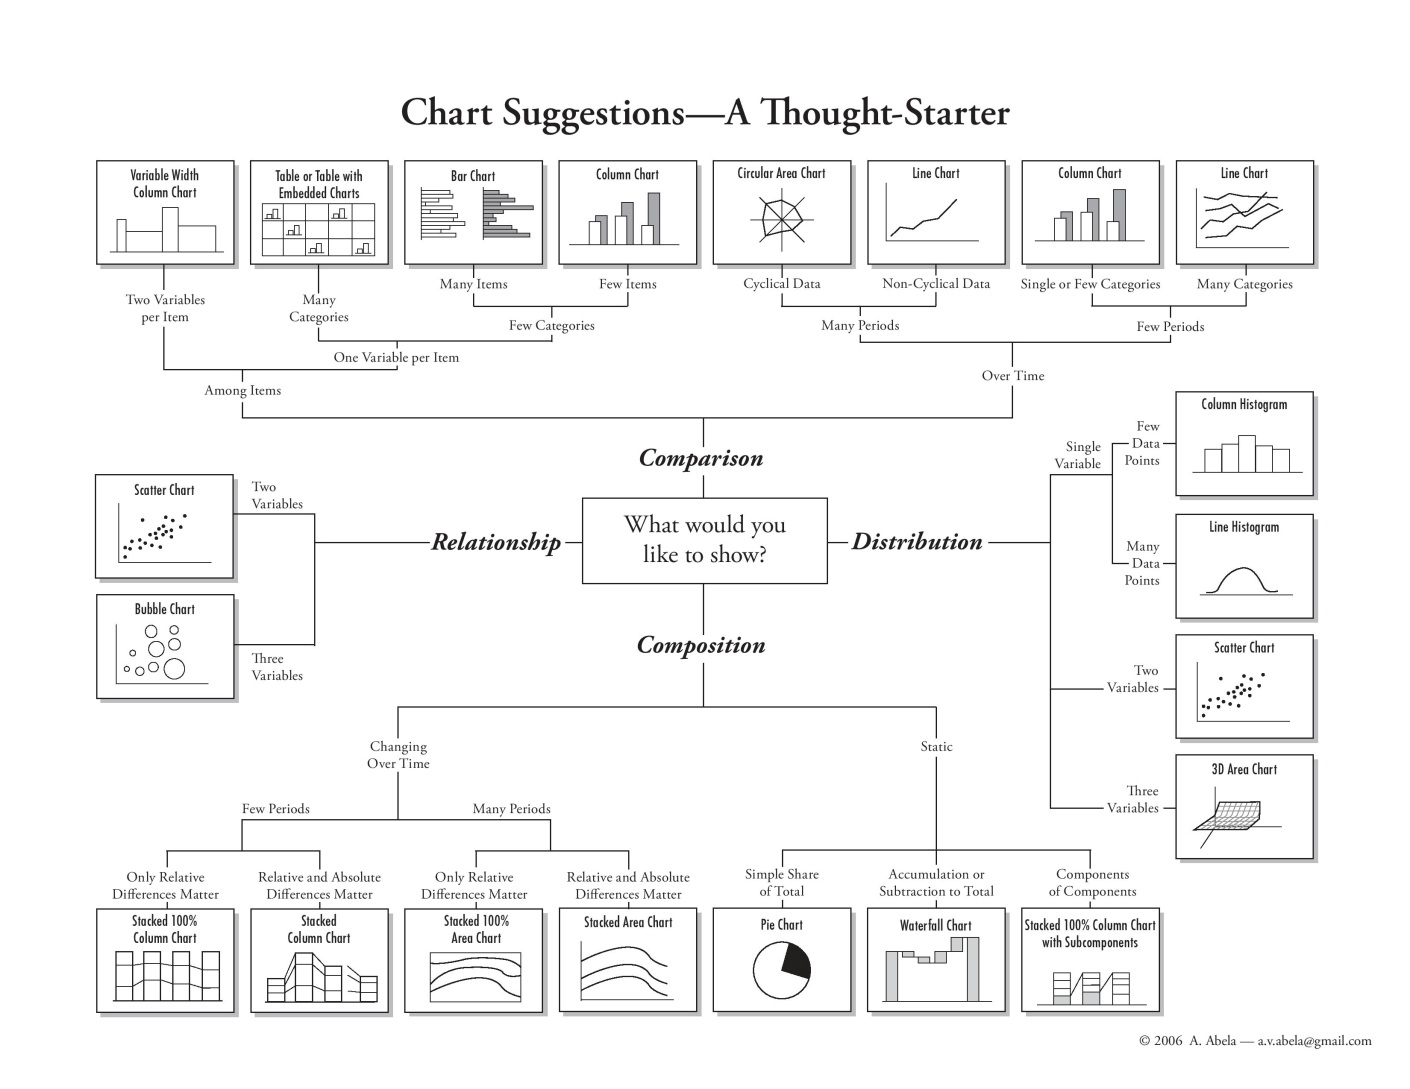 Chart Suggestions—A Thought-Starter
Variable Width
Column Chart
Table or Table with
Embedded Charts
Bar Chart
Column Chart
Circular Area Chart
Line Chart
Column Chart
Line Chart
Two Variables
per Item
Many
Categories
Many Items
Few Items
Cyclical Data
Non-Cyclical Data
Single or Few Categories
Many Categories
Few Categories
Many Periods
Few Periods
One Variable per Item
Among Items
Over Time
Comparison
What would you
like to show?
Relationship
Two
Variables
Scatter Chart
Three
Variables
Bubble Chart
Distribution
Single
Variable
Few
Data
Points
Column Histogram
Many
Data
Points
Line Histogram
Two
Variables
Scatter Chart
Three
Variables
3D Area Chart
Composition
Changing
Over Time
Static
Few Periods
Many Periods
Only Relative
Differences Matter
Relative and Absolute
Differences Matter
Only Relative
Differences Matter
Relative and Absolute
Differences Matter
Simple Share
of Total
Accumulation or
Subtraction to Total
Components
of Components
Stacked 100%
Column Chart
Stacked
Column Chart
Stacked 100%
Area Chart
Stacked Area Chart
Pie Chart
Waterfall Chart
Stacked 100% Column Chart
with Subcomponents
© 2006 A. Abela — a.v.abela@gmail.com